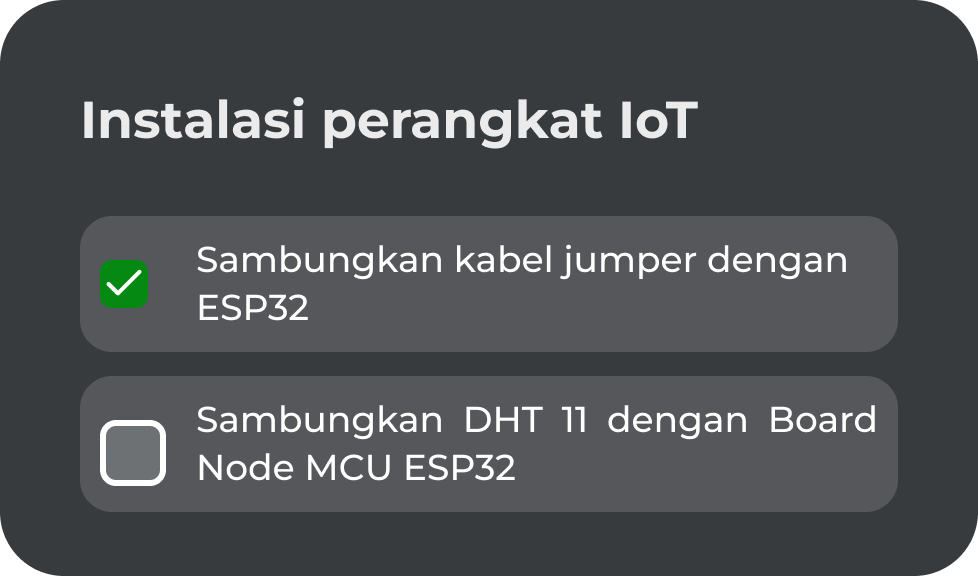 Instalasi perangkat IoT
Sambungkan kabel jumper dengan
ESP32
Sambungkan DHT 11 dengan Board
Node MCU ESP32